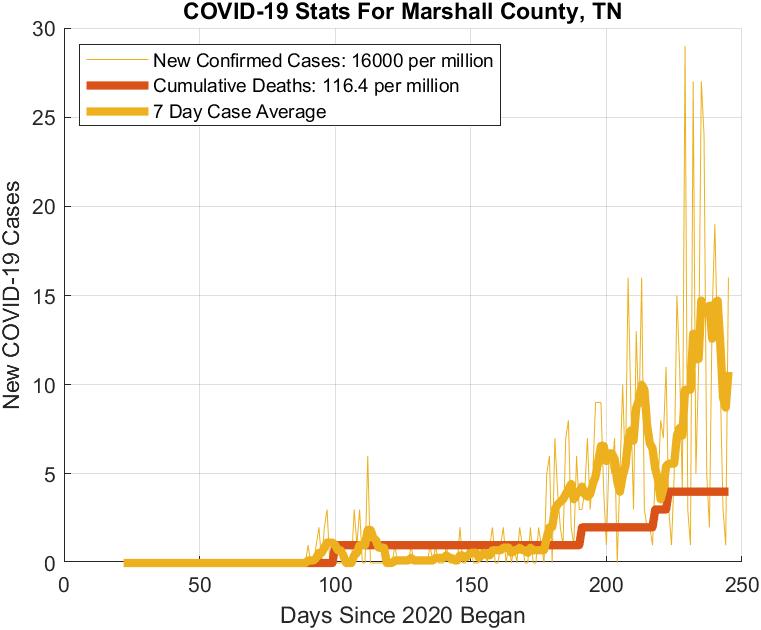 COVID-19 Stats For Marshall County, TN
New Confirmed Cases: 16000 per million
Cumulative Deaths: 116.4 per million
7 Day Case Average
New COVID-19 Cases
30
25
20
15
10
5
0
0 50 100 150 200 250
Days Since 2020 Began